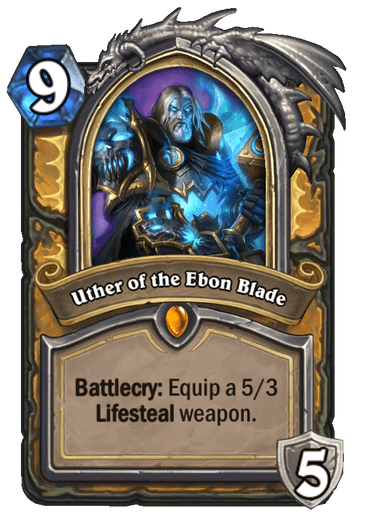 9
Uther of the Ebon Blade
Battlecry: Equip a 5/3
Lifesteal weapon.
5